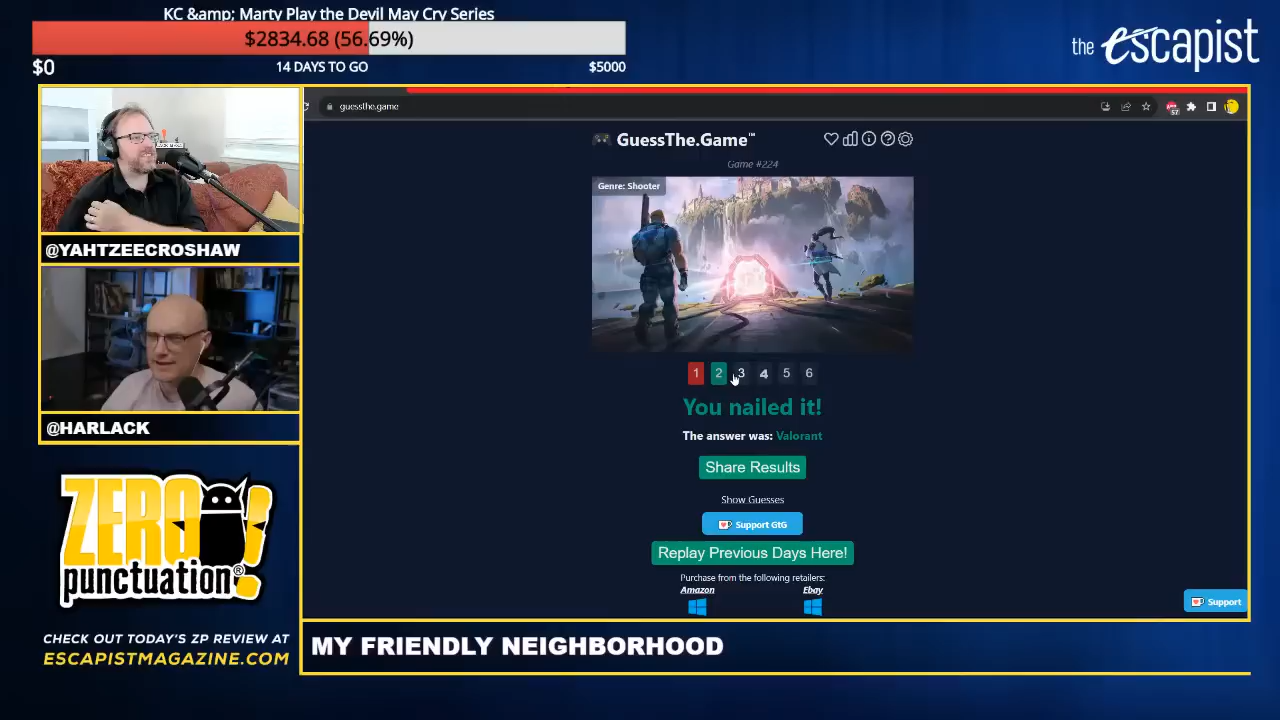 KC &amp; Marty Play the Devil May Cry Series
$2834.68 (56.69%)
$0
14 DAYS TO GO
$5000
the escapist
guessthe.game
GuessThe.Game™
Game #224
Genre: Shooter
@YAHTZEECROSHAW
1 2 3 4 5 6
You nailed it!
The answer was: Valorant
@HARLACK
Share Results
Show Guesses
Support GtG
Replay Previous Days Here!
Purchase from the following retailers:
Amazon
Ebay
Support
ZERO
punctuation®
CHECK OUT TODAY'S ZP REVIEW AT
ESCAPISTMAGAZINE.COM
MY FRIENDLY NEIGHBORHOOD